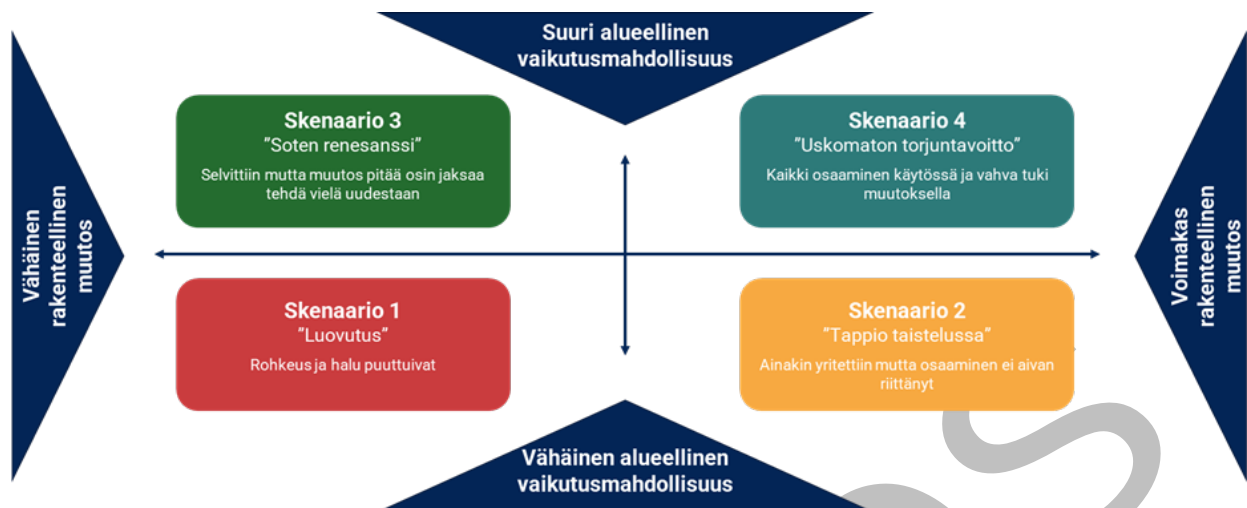 Suuri alueellinen
vaikutusmahdollisuus
Vähäinen
rakenteellinen
muutos
Skenaario 3
”Soten renesanssi”
Selvittiin mutta muutos pitää osin jaksaa
tehdä vielä uudestaan
Skenaario 4
”Uskomaton torjuntavoitto”
Kaikki osaaminen käytössä ja vahva tuki
muutoksella
Voimakas
rakenteellinen
muutos
Skenaario 1
”Luovutus”
Rohkeus ja halu puuttuivat
Skenaario 2
”Tappio taistelussa”
Ainakin yritettiin mutta osaaminen ei aivan
riittänyt
Vähäinen alueellinen
vaikutusmahdollisuus